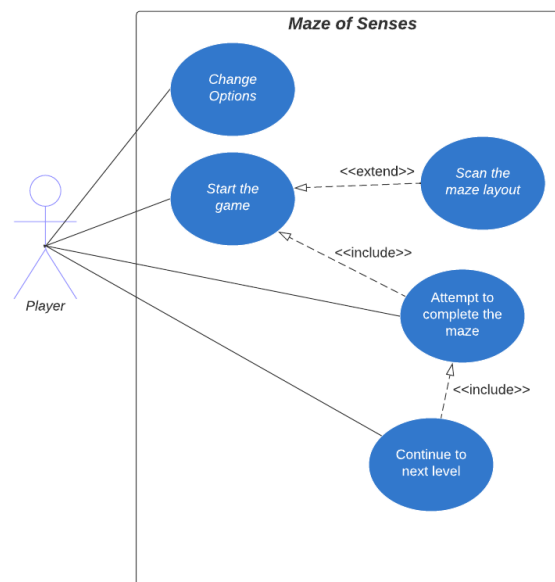 Maze of Senses
Change
Options
<<extend>>
Scan the
maze layout
Start the
game
<<include>>
Player
Attempt to
complete the
maze
<<include>>
Continue to
next level